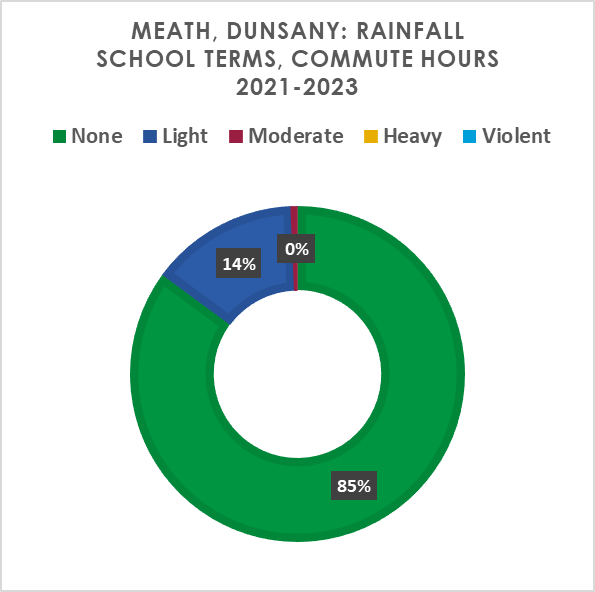 MEATH, DUNSANY: RAINFALL
SCHOOL TERMS, COMMUTE HOURS
2021-2023
None Light Moderate Heavy Violent
14% 0%
85%